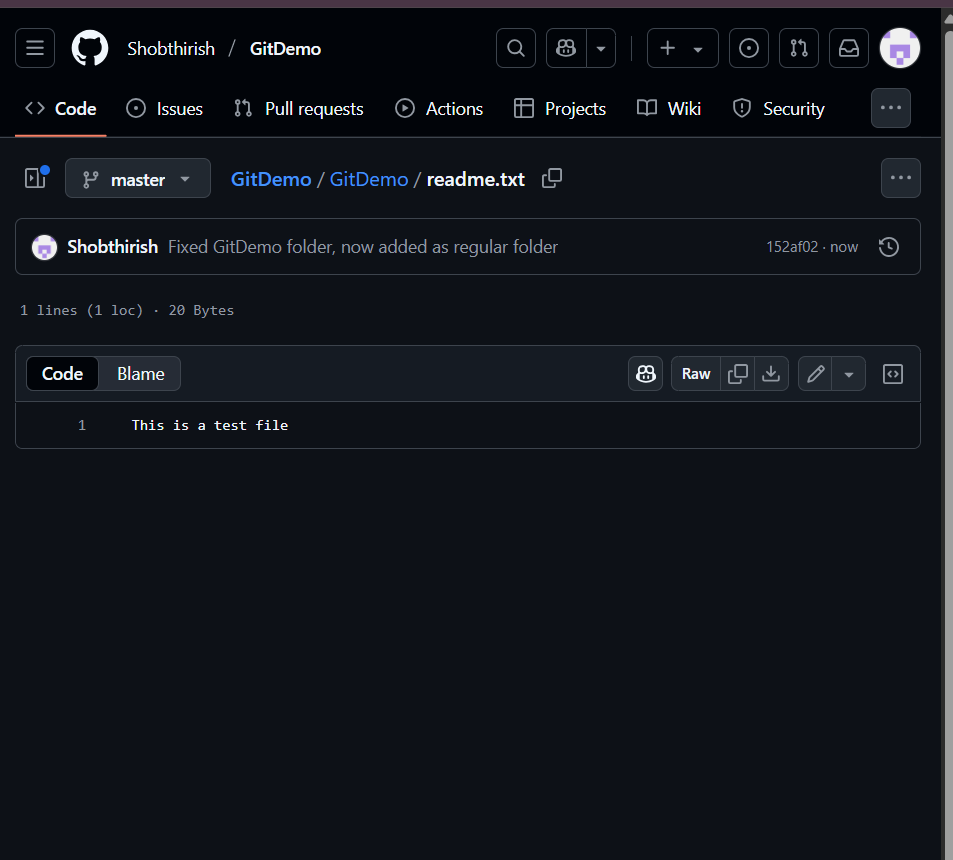 Shobthirish / GitDemo
Code Issues Pull requests Actions Projects Wiki Security
master GitDemo / GitDemo / readme.txt
Shobthirish Fixed GitDemo folder, now added as regular folder 152af02 · now
1 lines (1 loc) · 20 Bytes
Code Blame Raw
1 This is a test file